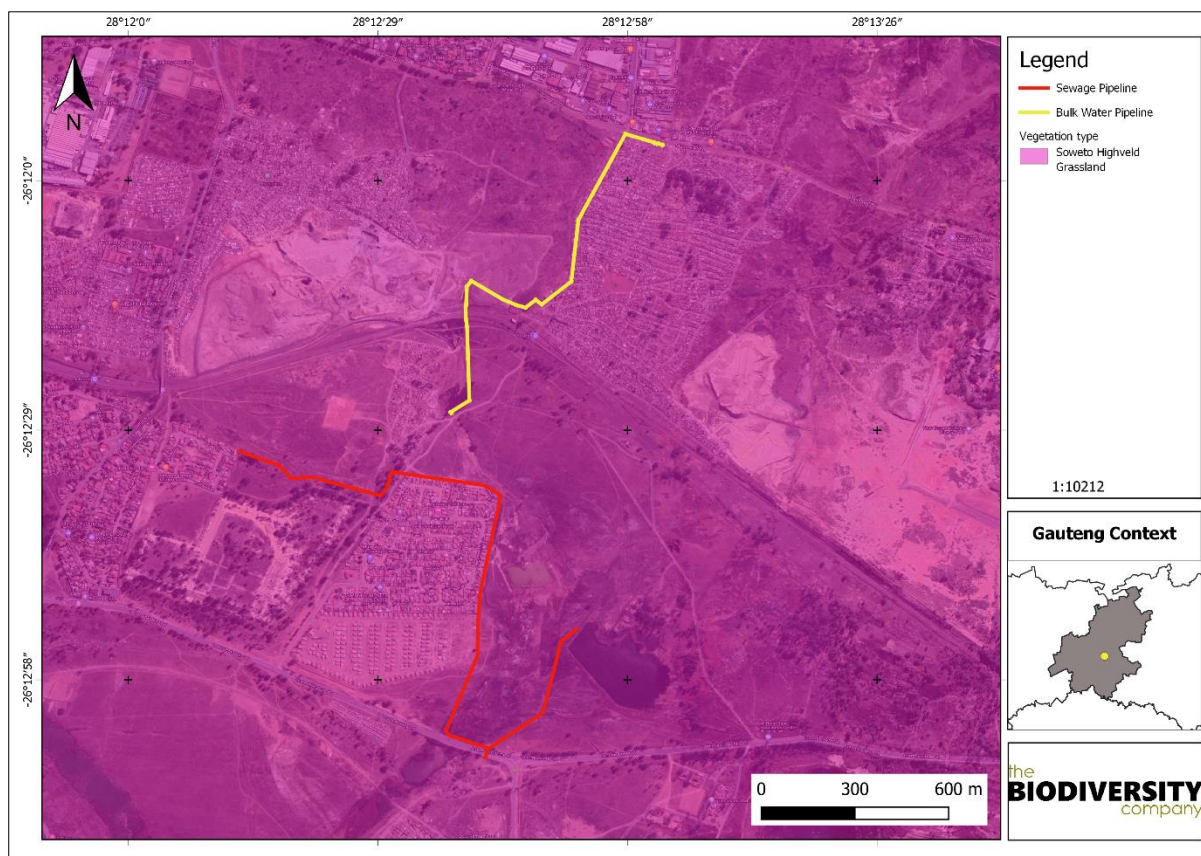 28°12'0" 28°12'29" 28°12'58" 28°13'26"
-26°12'0"
-26°12'29"
-26°12'58"
N
0 300 600 m
Legend
Sewage Pipeline
Bulk Water Pipeline
Vegetation type
Soweto Highveld
Grassland
1:10212
Gauteng Context
the
BIODIVERSITY
company